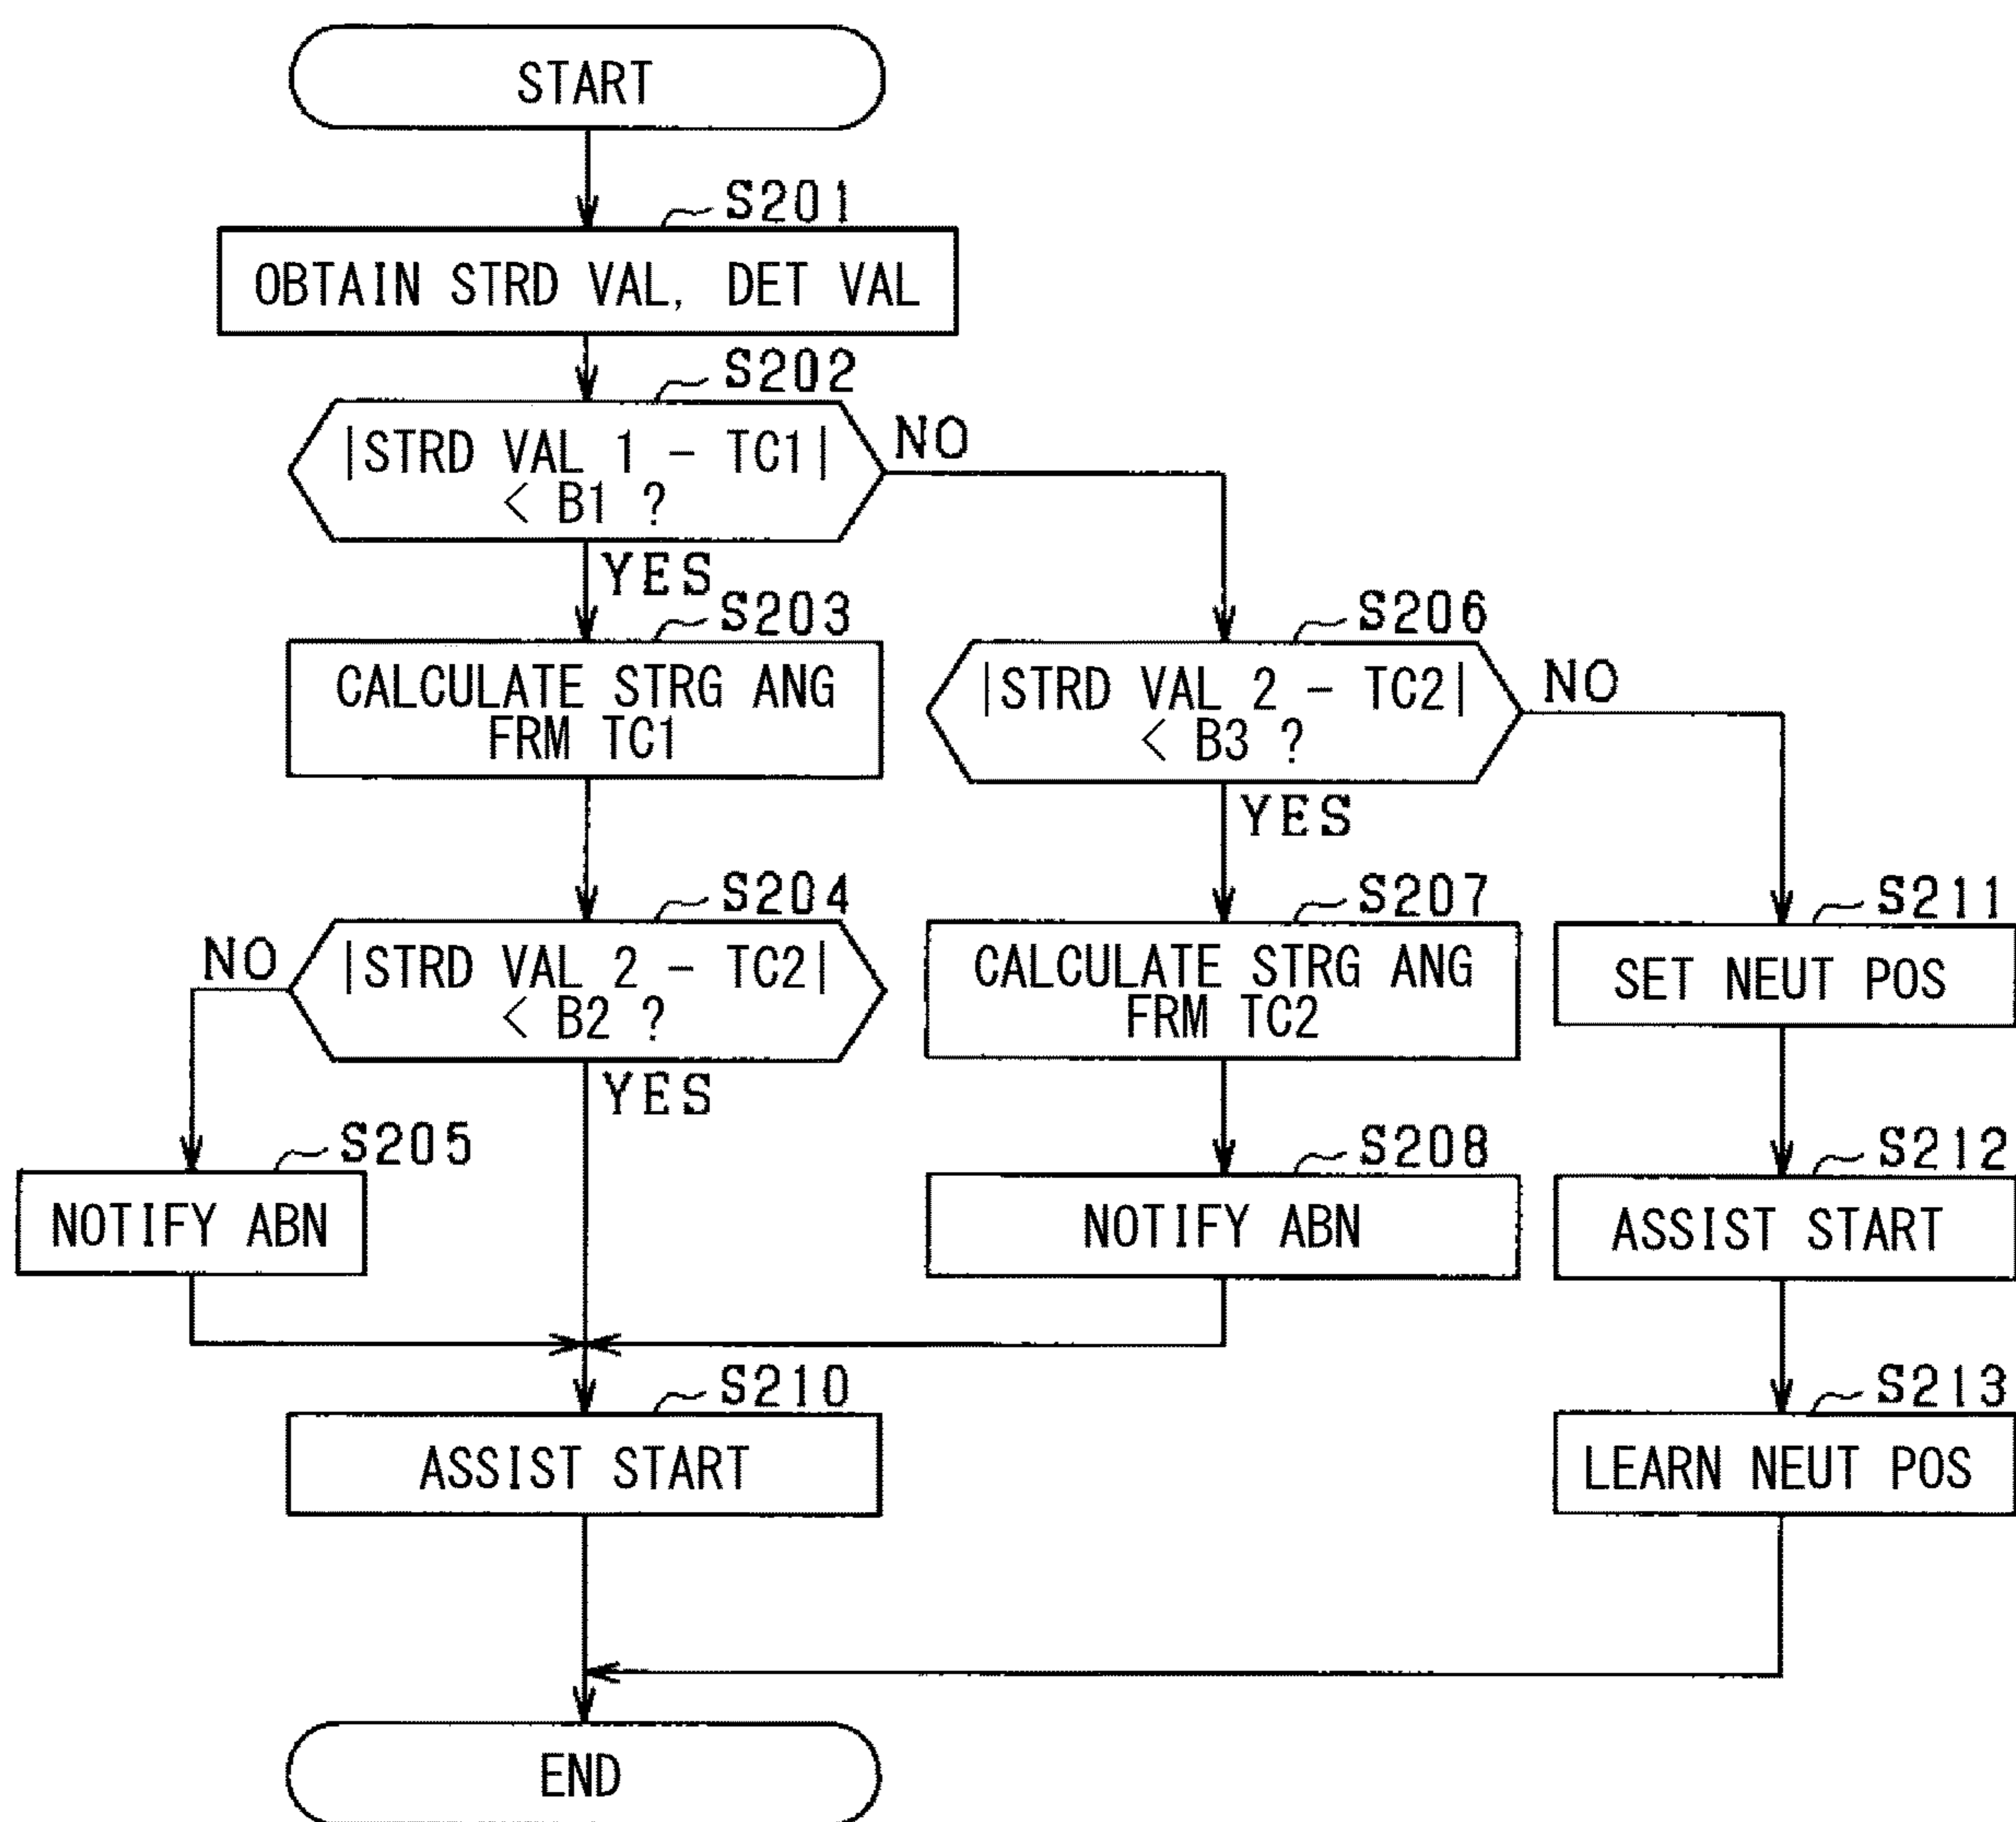 START
S201
OBTAIN STRD VAL, DET VAL
S202
|STRD VAL 1 - TC1|
< B1 ?
NO
YES
S203
CALCULATE STRG ANG
FRM TC1
S206
|STRD VAL 2 - TC2|
< B3 ?
NO
YES
S204
|STRD VAL 2 - TC2|
< B2 ?
NO
YES
S207
CALCULATE STRG ANG
FRM TC2
S211
SET NEUT POS
S205
NOTIFY ABN
S208
NOTIFY ABN
S212
ASSIST START
S210
ASSIST START
S213
LEARN NEUT POS
END